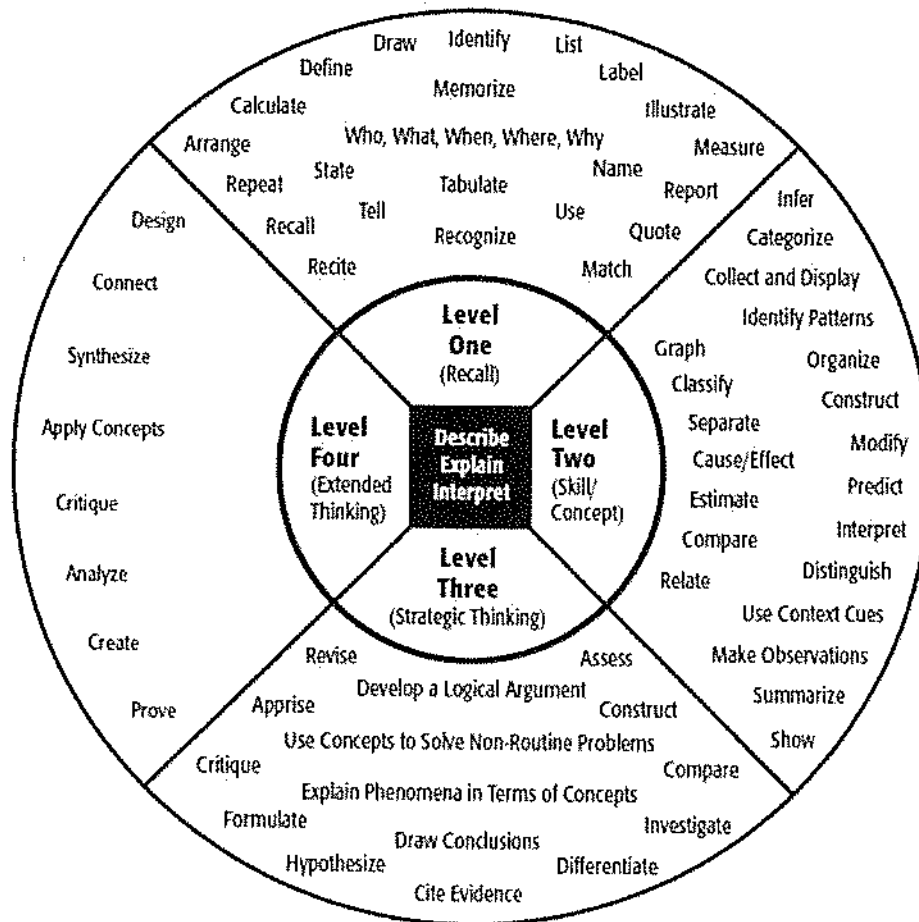 Draw
Identify
List
Define
Label
Calculate
Memorize
Illustrate
Arrange
Who, What, When, Where, Why
Measure
Repeat
State
Tabulate
Name
Report
Recall
Tell
Use
Quote
Recite
Recognize
Match
Level
One
(Recall)
Infer
Categorize
Collect and Display
Identify Patterns
Graph
Organize
Classify
Construct
Separate
Modify
Cause/Effect
Predict
Estimate
Interpret
Compare
Distinguish
Relate
Use Context Cues
Make Observations
Summarize
Show
Level
Two
(Skill/
Concept)
Describe
Explain
Interpret
Level
Three
(Strategic Thinking)
Revise
Assess
Develop a Logical Argument
Apprise
Construct
Use Concepts to Solve Non-Routine Problems
Critique
Compare
Explain Phenomena in Terms of Concepts
Formulate
Investigate
Draw Conclusions
Hypothesize
Differentiate
Cite Evidence
Level
Four
(Extended
Thinking)
Design
Connect
Synthesize
Apply Concepts
Critique
Analyze
Create
Prove